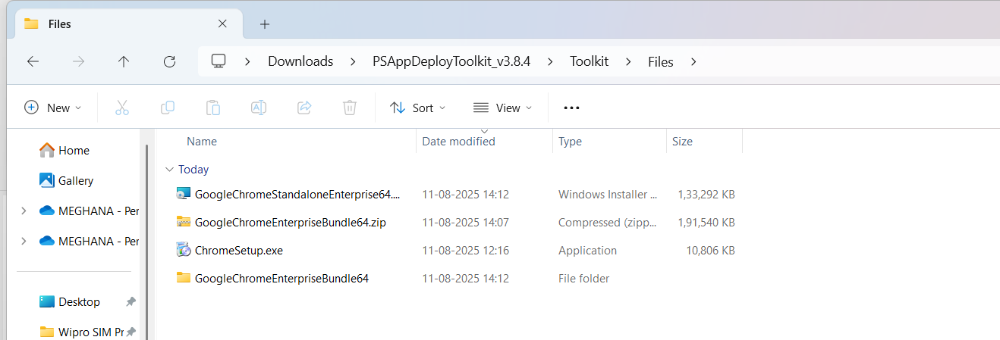 Files
Downloads > PSAppDeployToolkit_v3.8.4 > Toolkit > Files >
New Sort View ...
Name Date modified Type Size
Home
Gallery
MEGHANA - Per
MEGHANA - Per
Desktop
Wipro SIM Pr
Today
GoogleChromeStandaloneEnterprise64.... 11-08-2025 14:12 Windows Installer ... 1,33,292 KB
GoogleChromeEnterpriseBundle64.zip 11-08-2025 14:07 Compressed (zipp... 1,91,540 KB
ChromeSetup.exe 11-08-2025 12:16 Application 10,806 KB
GoogleChromeEnterpriseBundle64 11-08-2025 14:12 File folder